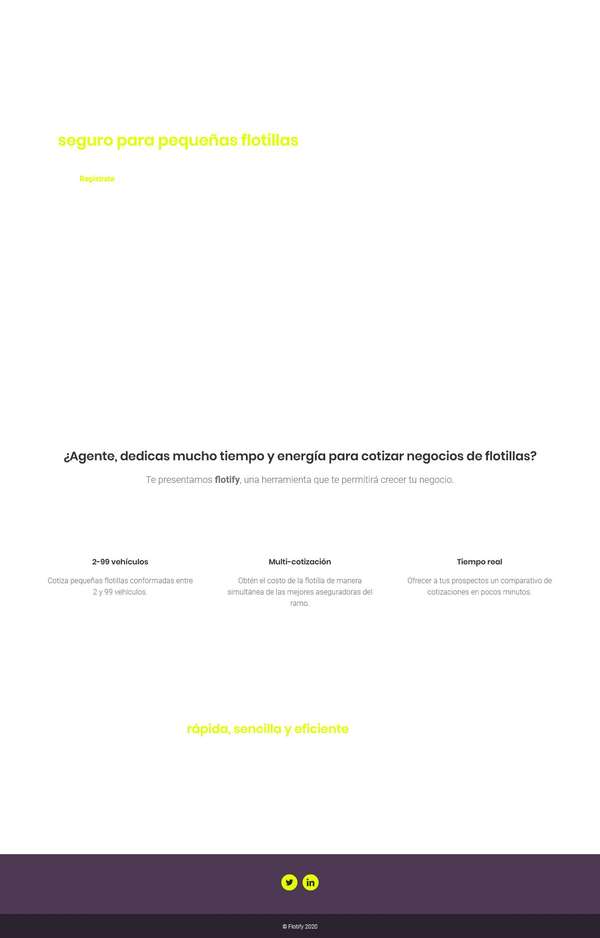 seguro para pequeñas flotillas
Regístrate
¿Agente, dedicas mucho tiempo y energía para cotizar negocios de flotillas?
Te presentamos flotify, una herramienta que te permitirá crecer tu negocio.
2-99 vehículos
Cotiza pequeñas flotillas conformadas entre
2 y 99 vehículos
Multi-cotización
Obtén el costo de la flotilla de manera
simultánea de las mejores aseguradoras del
ramo.
Tiempo real
Ofrecer a tus prospectos un comparativo de
cotizaciones en pocos minutos.
rápida, sencilla y eficiente
© Flotify 2020